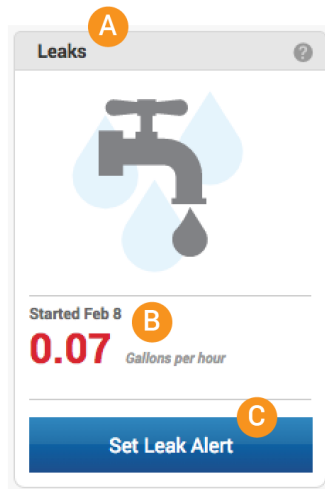 A
Leaks ?
Started Feb 8
B
0.07 Gallons per hour
C
Set Leak Alert